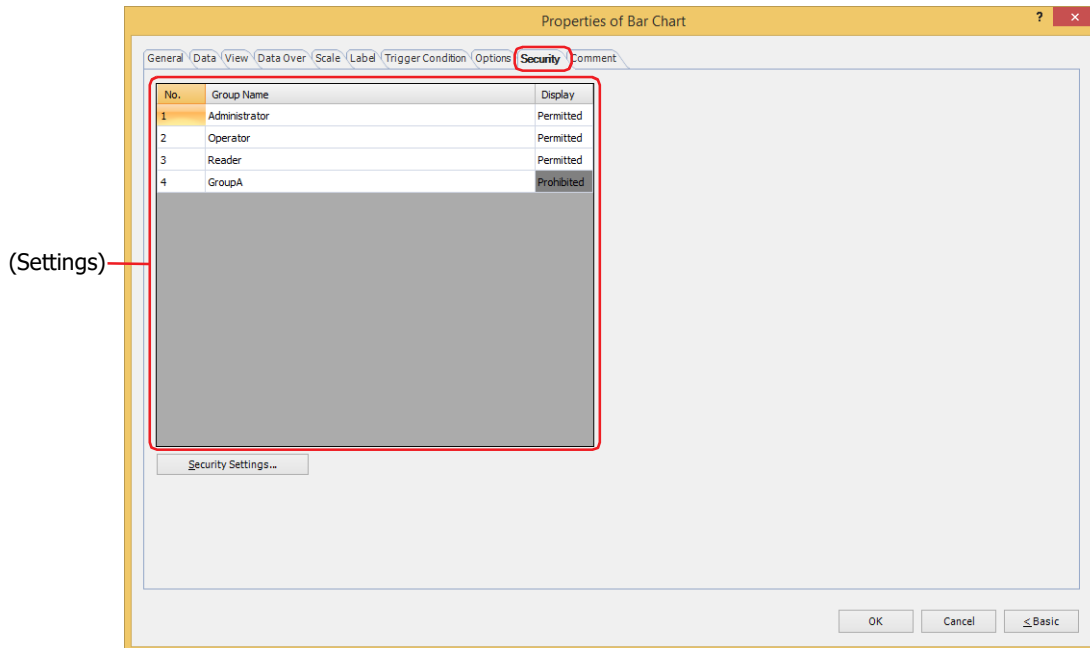 Properties of Bar Chart
?
×
General Data View Data Over Scale Label Trigger Condition Options Security Comment
No. Group Name Display
1 Administrator Permitted
2 Operator Permitted
3 Reader Permitted
4 GroupA Prohibited
(Settings)
Security Settings...
OK Cancel < Basic